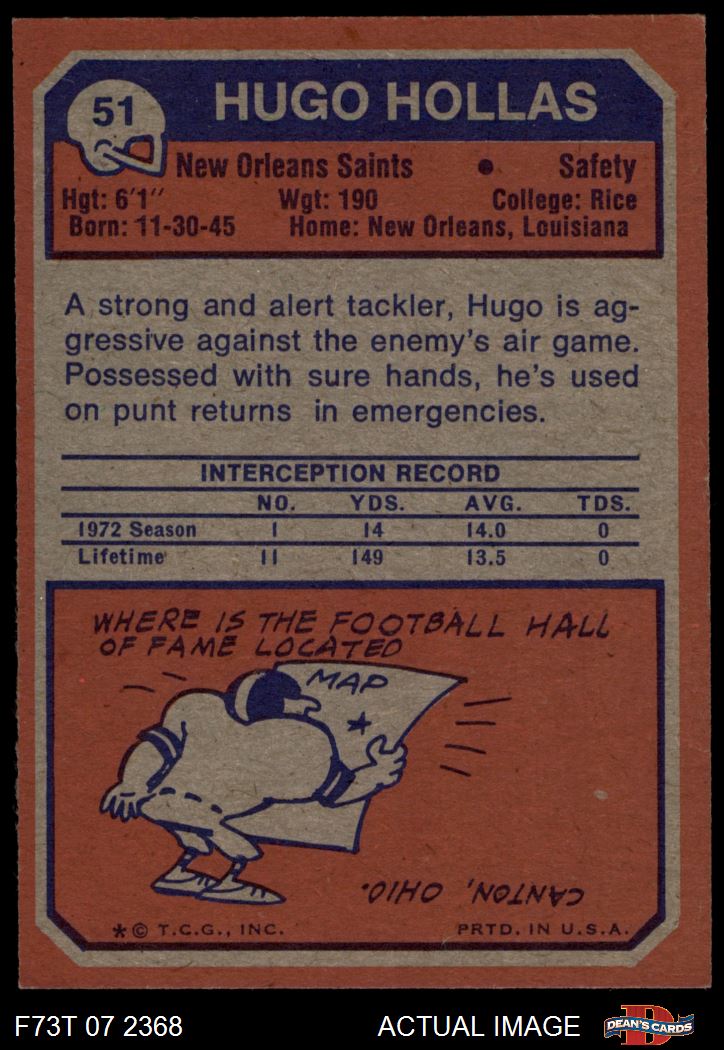 51
HUGO HOLLAS
New Orleans Saints • Safety
Hgt: 6'1" Wgt: 190 College: Rice
Born: 11-30-45 Home: New Orleans, Louisiana
A strong and alert tackler, Hugo is ag-
gressive against the enemy's air game.
Possessed with sure hands, he's used
on punt returns in emergencies.
INTERCEPTION RECORD
NO. YDS. AVG. TDS.
1972 Season 1 14 14.0 0
Lifetime 11 149 13.5 0
WHERE IS THE FOOTBALL HALL
OF FAME LOCATED
MAP
CANTON, OHIO.
* © T.C.G., INC. PRTD. IN U.S.A.
F73T 07 2368 ACTUAL IMAGE
D
DEAN'S CARDS